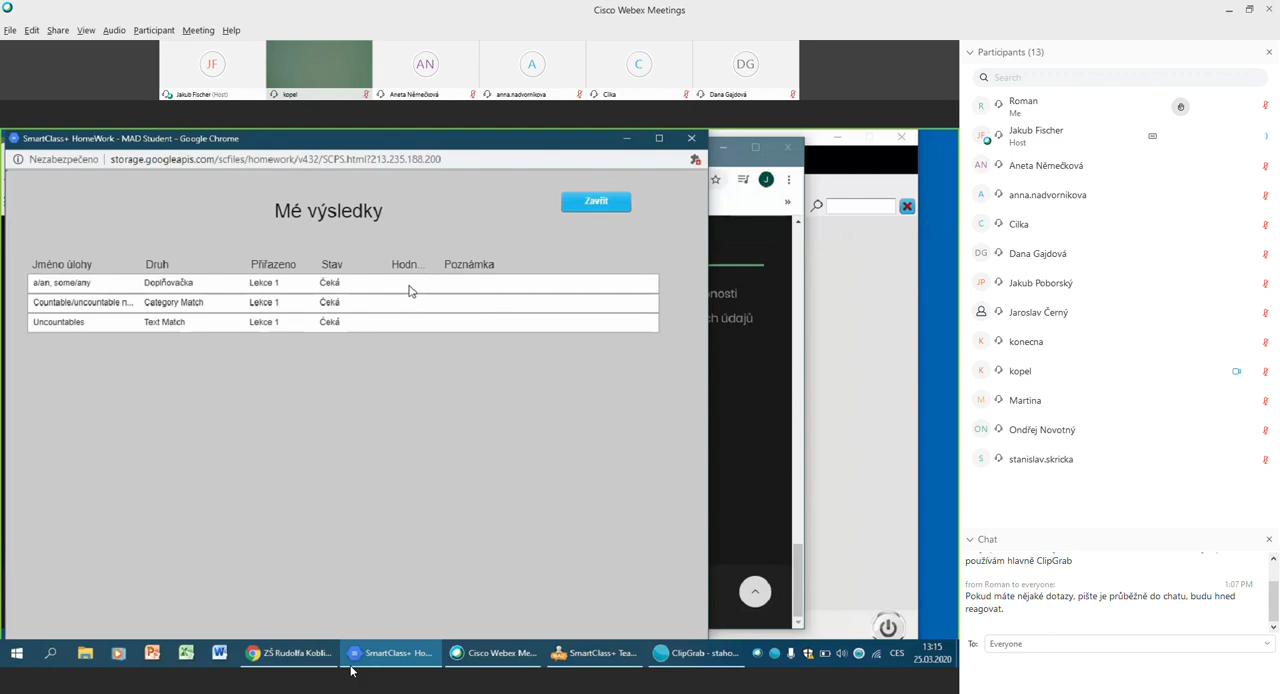 Cisco Webex Meetings
File Edit Share View Audio Participant Meeting Help
JF
AN
A
C
DG
Jakub Fischer (Host)
kopel
Aneta Němečková
anna.nadvornikova
Cilka
Dana Gajdová
SmartClass+ HomeWork - MAD Student - Google Chrome
Nezabezpečeno | storage.googleapis.com/scfiles/homework/v432/SCPS.html?213.235.188.200
Mé výsledky
Zavřít
Jméno úlohy Druh Přiřazeno Stav Hodn... Poznámka
a/an, some/any Doplňovačka Lekce 1 Čeká
Countable/uncountable n... Category Match Lekce 1 Čeká
Uncountables Text Match Lekce 1 Čeká
J
»
nosti
ch údajů
ZŠ Rudolfa Kobli...
SmartClass+ Ho...
Cisco Webex Me...
SmartClass+ Tea...
ClipGrab - staho...
CES
13:15
25.03.2020
Participants (13)
Search
R Roman
Me
JF Jakub Fischer
Host
AN Aneta Němečková
A anna.nadvornikova
C Cilka
DG Dana Gajdová
JP Jakub Poborský
Jaroslav Černý
K konecna
K kopel
M Martina
ON Ondřej Novotný
S stanislav.skricka
Chat
používám hlavně ClipGrab
from Roman to everyone: 1:07 PM
Pokud máte nějaké dotazy, pište je průběžně do chatu, budu hned
reagovat.
To: Everyone